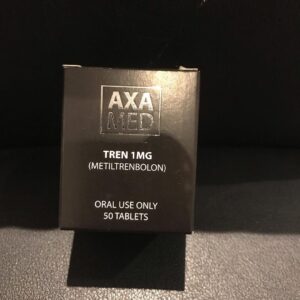 AXA
MED
TREN 1MG
(METILTRENBOLON)
ORAL USE ONLY
50 TABLETS